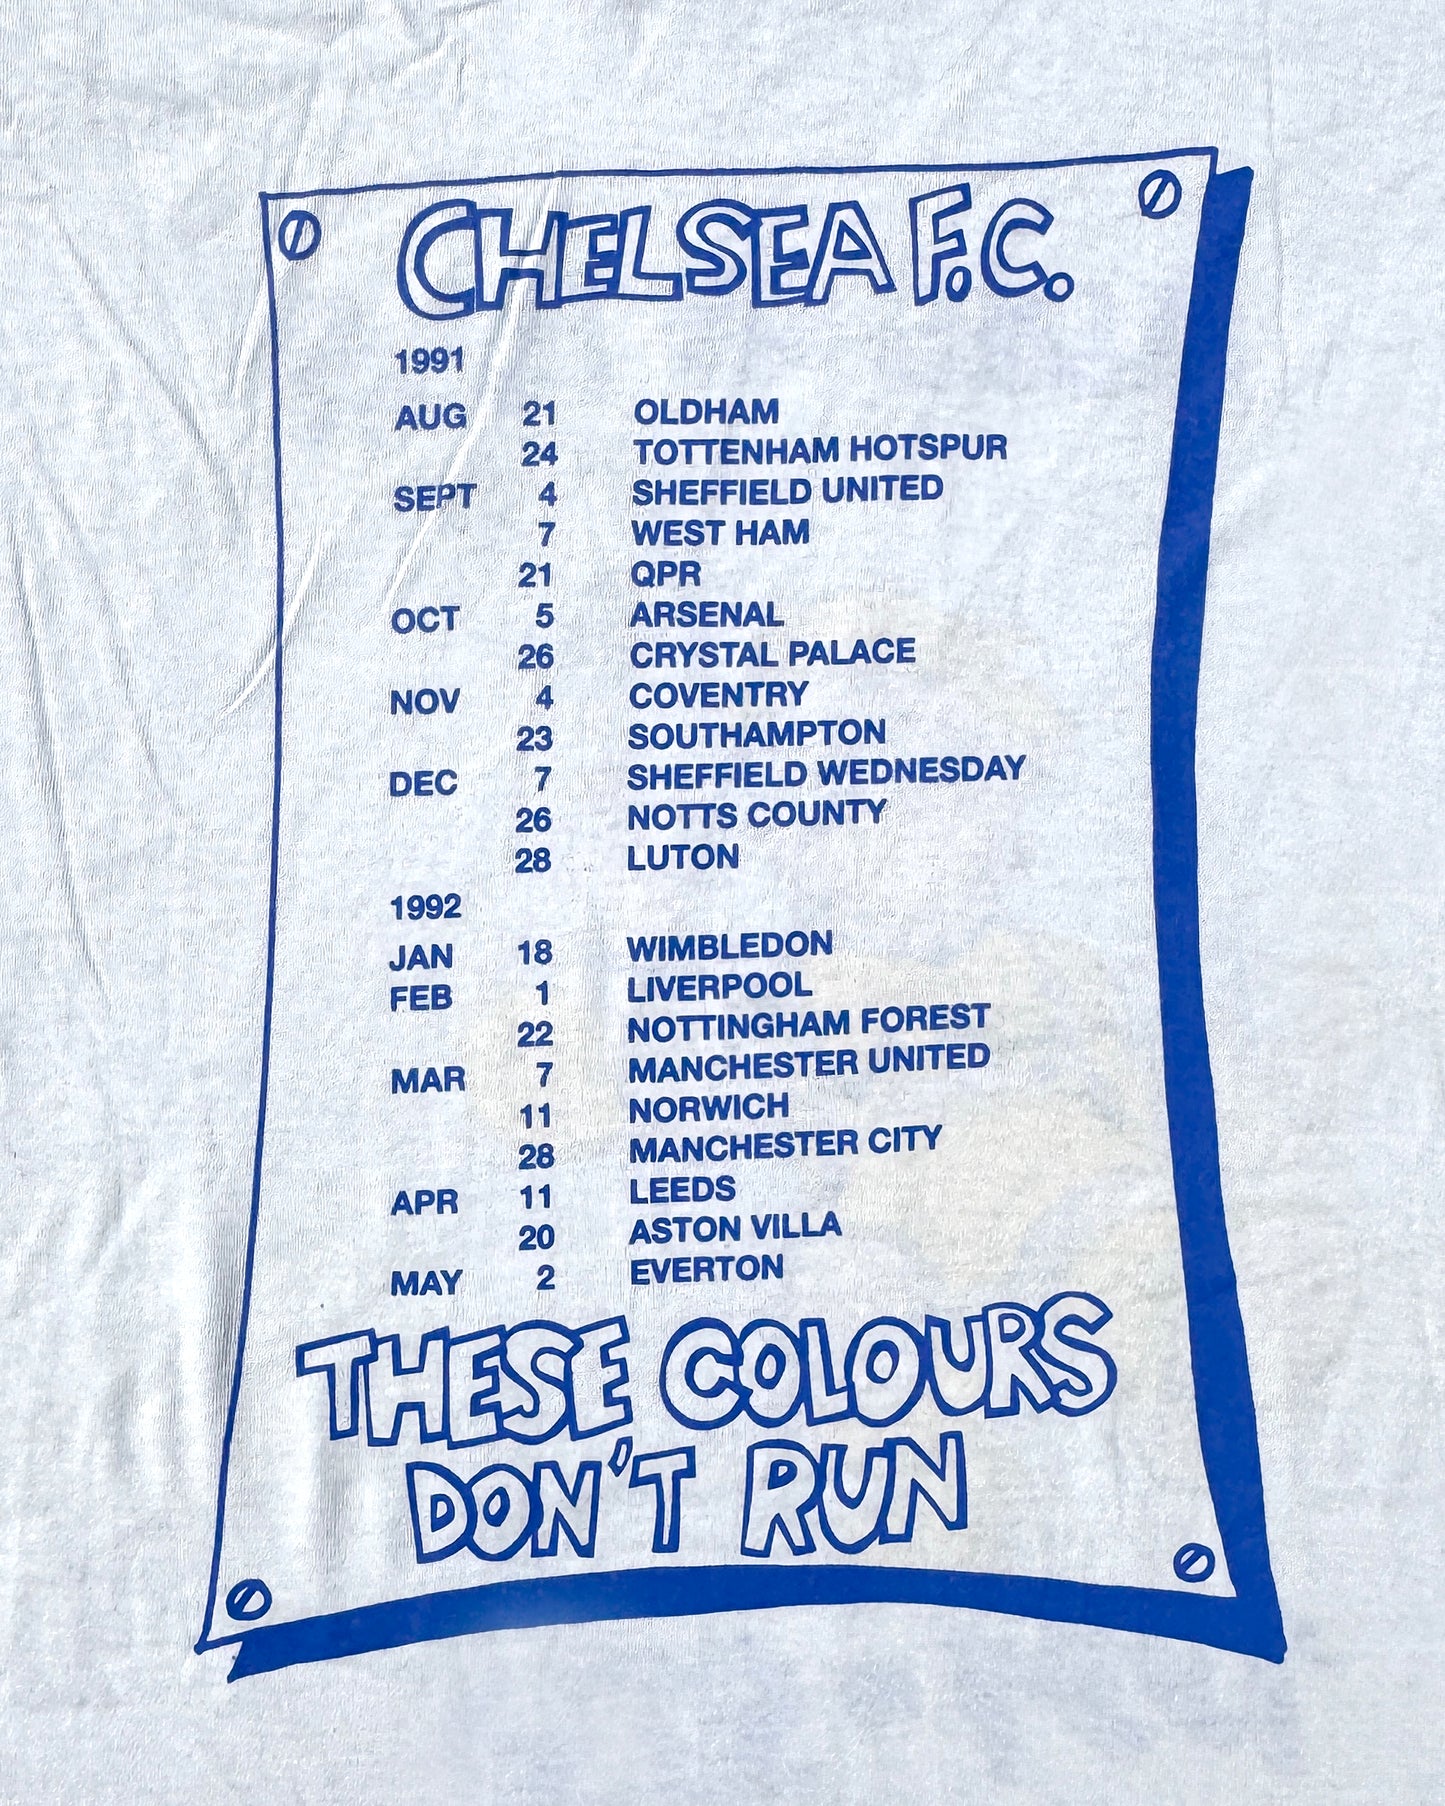 CHELSEA F.C.
1991
AUG 21 OLDHAM
24 TOTTENHAM HOTSPUR
SEPT 4 SHEFFIELD UNITED
7 WEST HAM
21 QPR
OCT 5 ARSENAL
26 CRYSTAL PALACE
NOV 4 COVENTRY
23 SOUTHAMPTON
DEC 7 SHEFFIELD WEDNESDAY
26 NOTTS COUNTY
28 LUTON
1992
JAN 18 WIMBLEDON
FEB 1 LIVERPOOL
22 NOTTINGHAM FOREST
MAR 7 MANCHESTER UNITED
11 NORWICH
28 MANCHESTER CITY
APR 11 LEEDS
20 ASTON VILLA
MAY 2 EVERTON
THESE COLOURS
DON'T RUN